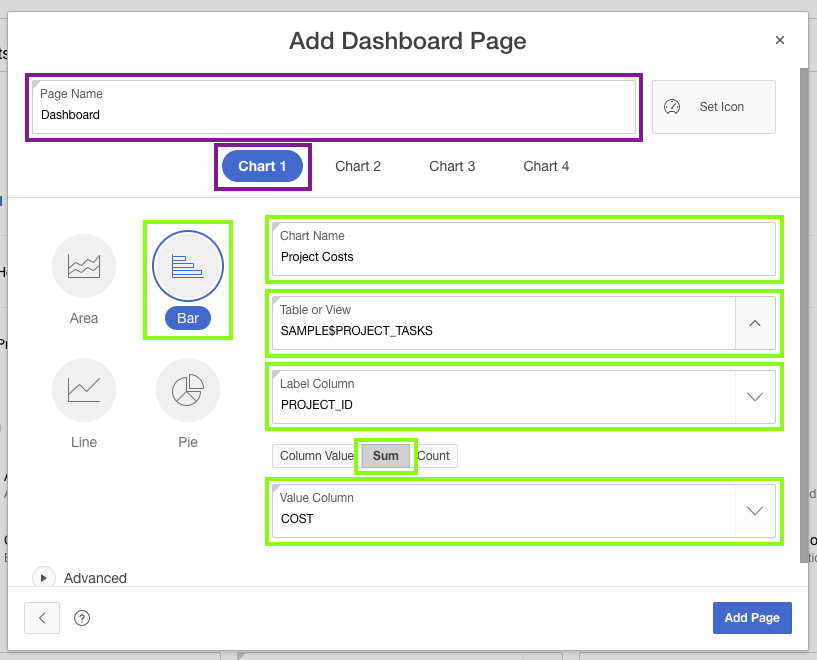 Add Dashboard Page
Page Name
Dashboard
Set Icon
Chart 1
Chart 2
Chart 3
Chart 4
Area
Bar
Line
Pie
Chart Name
Project Costs
Table or View
SAMPLE$PROJECT_TASKS
Label Column
PROJECT_ID
Column Value
Sum
Count
Value Column
COST
Advanced
Add Page